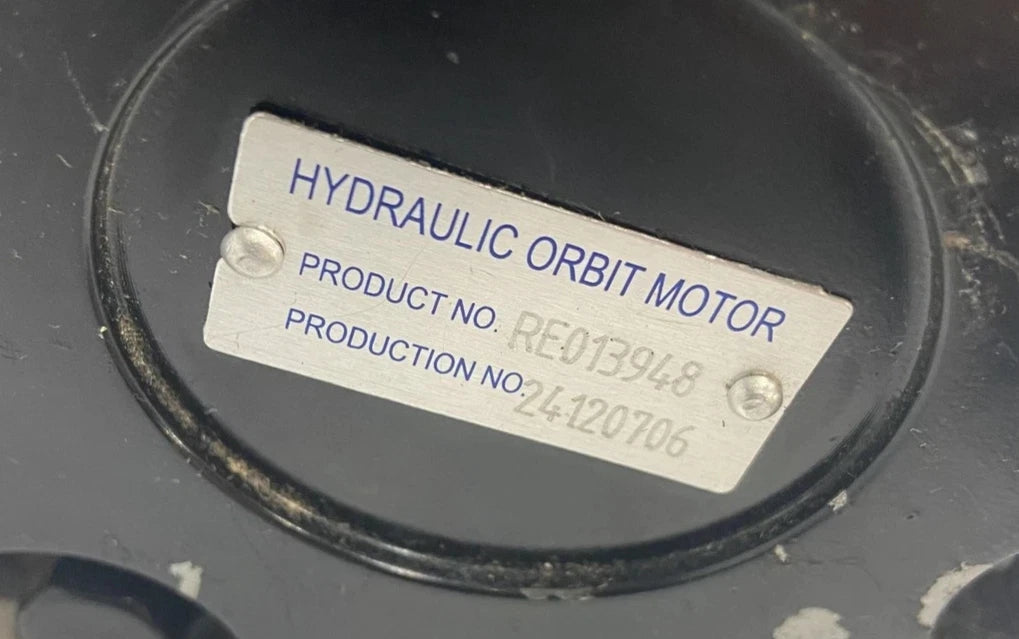 HYDRAULIC ORBIT MOTOR
PRODUCT NO. RE013948
PRODUCTION NO. 24120706